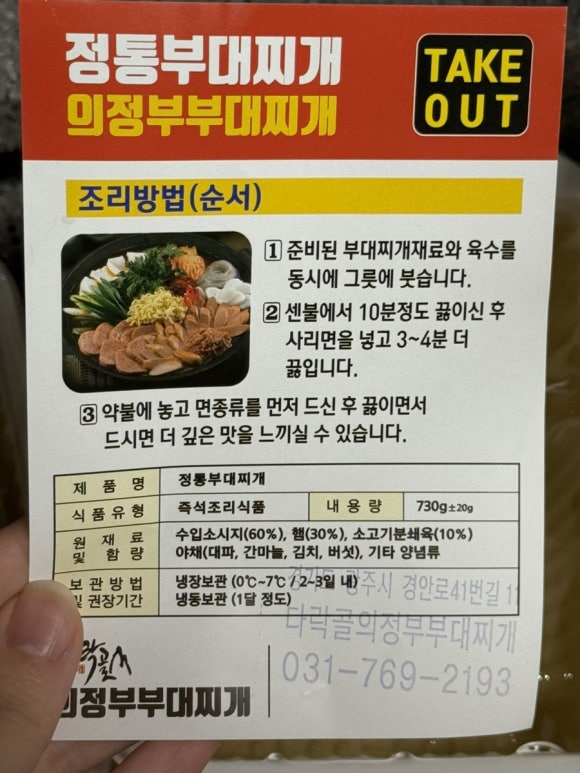 정통부대찌개
의정부부대찌개
TAKE
OUT
조리방법(순서)
1 준비된 부대찌개재료와 육수를
동시에 그릇에 붓습니다.
2 센불에서 10분정도 끓이신 후
사리면을 넣고 3~4분 더
끓입니다.
3 약불에 놓고 면종류를 먼저 드신 후 끓이면서
드시면 더 깊은 맛을 느끼실 수 있습니다.
제품명 정통부대찌개
식품유형 즉석조리식품 내용량 730g±20g
원재료 및 함량 수입소시지(60%), 햄(30%), 소고기분쇄육(10%)
야채(대파, 간마늘, 김치, 버섯), 기타 양념류
보관방법 냉장보관 (0℃~7℃ / 2~3일 내)
및 권장기간 냉동보관 (1달 정도)
경기도 광주시 경안로41번길 11
다락골의정부부대찌개
031-769-2193
락골
의정부부대찌개